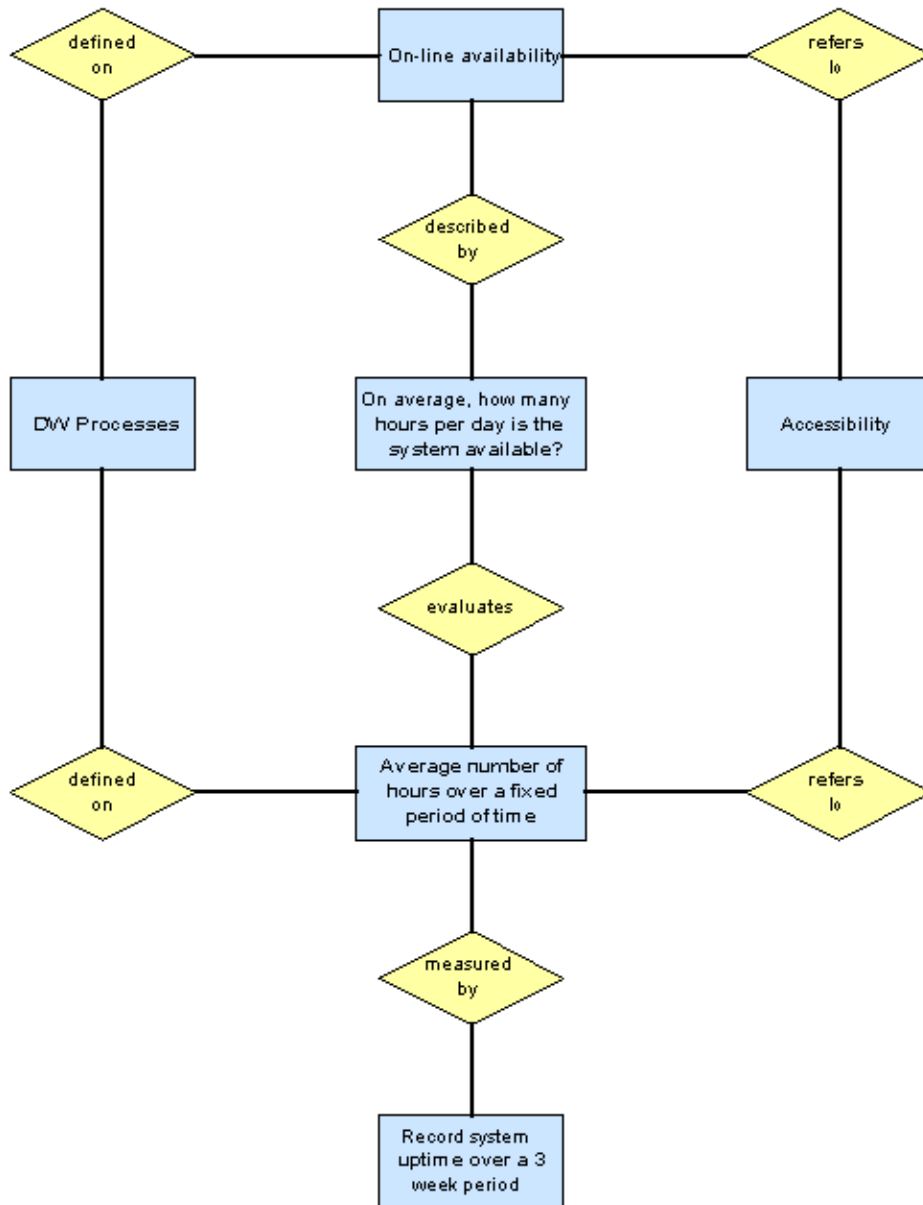 defined
on
On-line availability
refers
to
described
by
DW Processes
On average, how many
hours per day is the
system available?
Accessibility
evaluates
defined
on
Average number of
hours over a fixed
period of time
refers
to
measured
by
Record system
uptime over a 3
week period